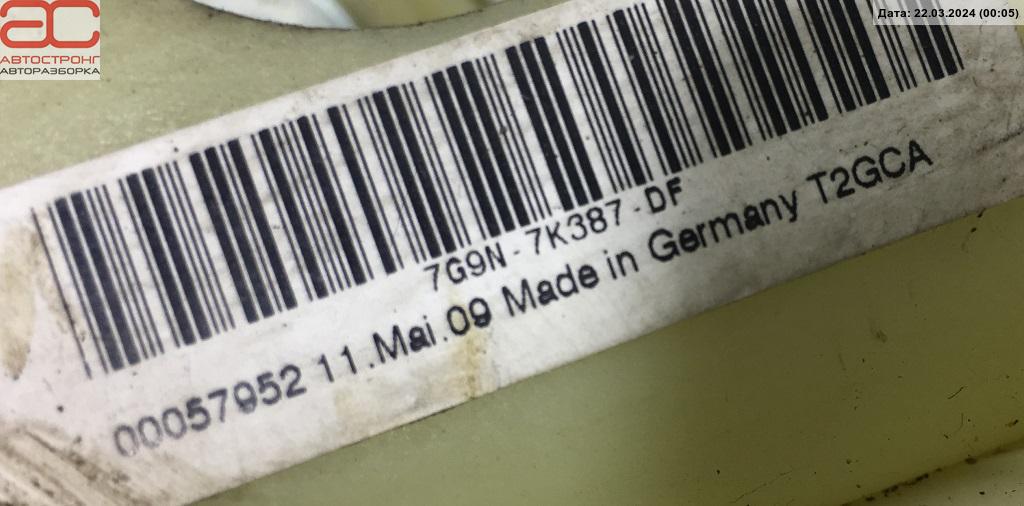 ac
АВТОСТРОНГ
АВТОРАЗБОРКА
Дата: 22.03.2024 (00:05)
7G9N-7K387-DF
00057952 11.Mai.09 Made in Germany T2GCA